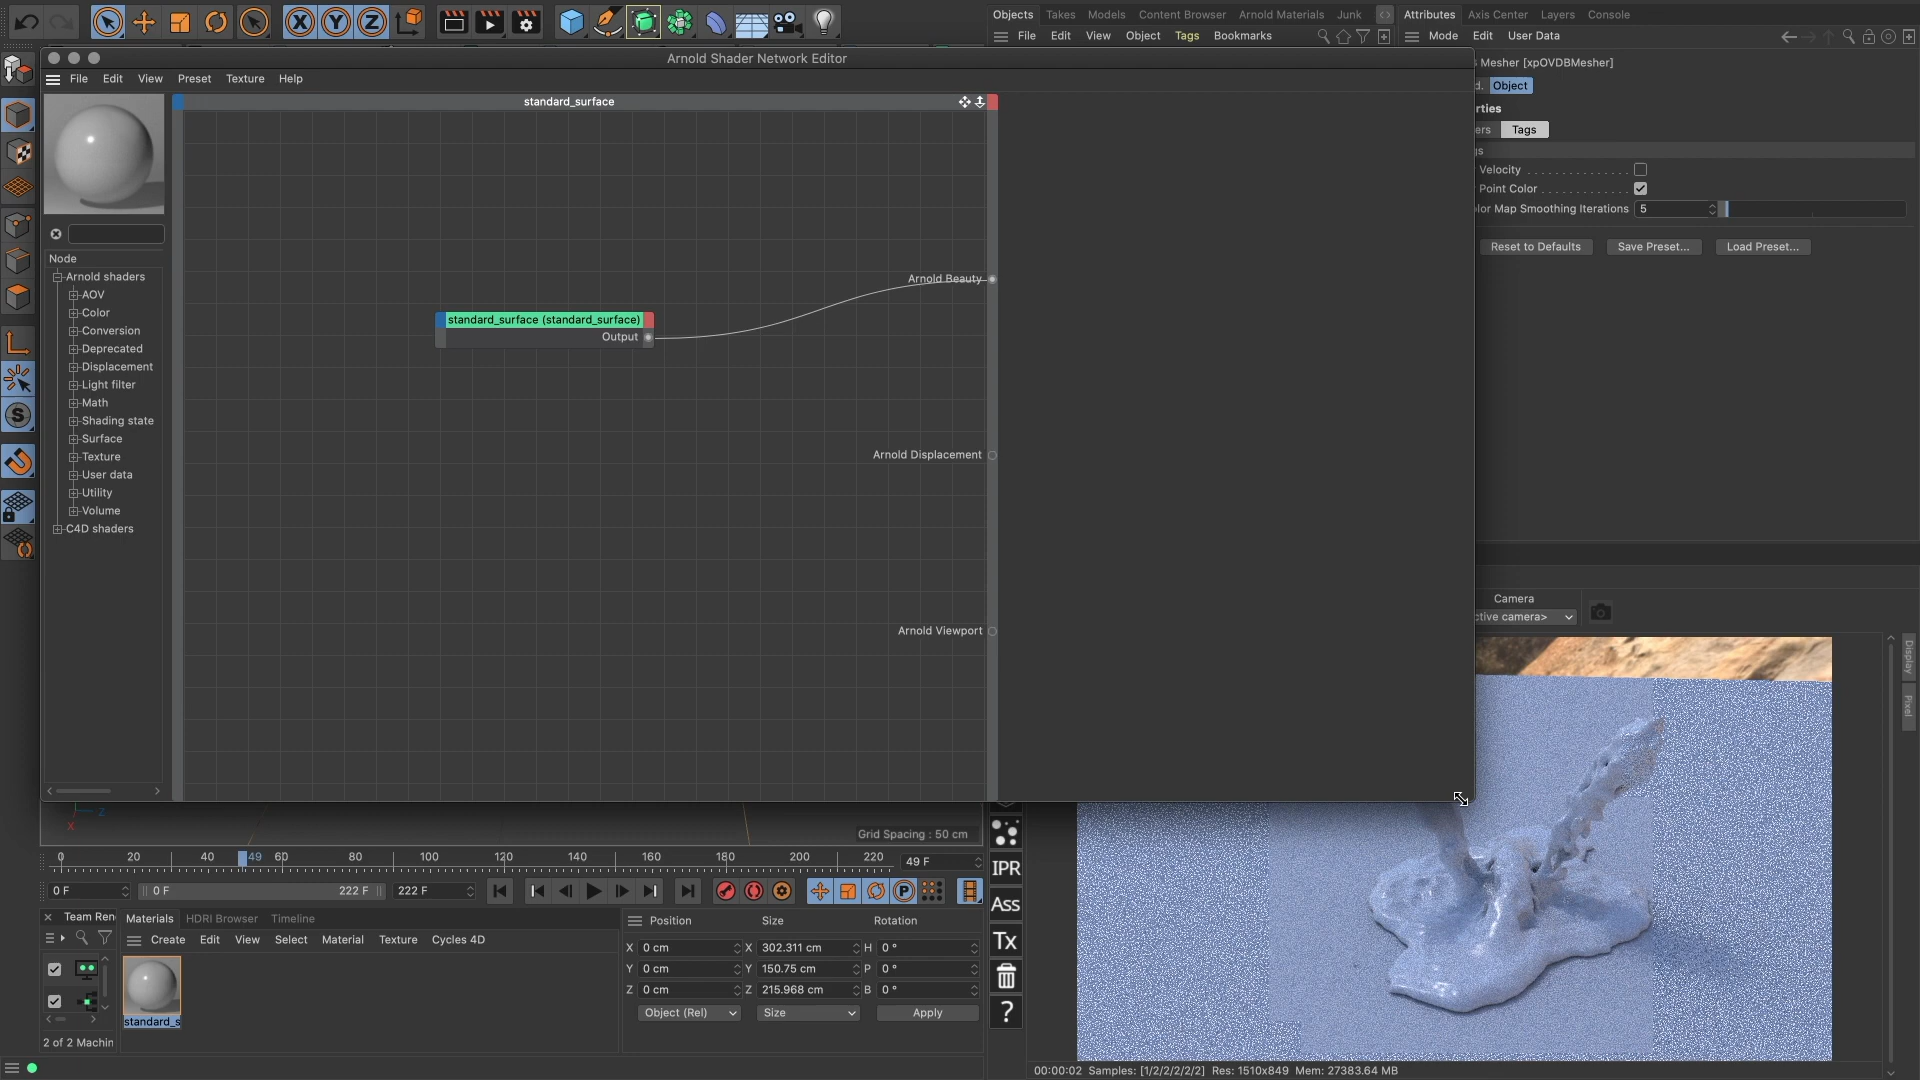 Objects Takes Models Content Browser Arnold Materials Junk
Attributes Axis Center Layers Console
File Edit View Object Tags Bookmarks
Mode Edit User Data
X Y Z
Arnold Shader Network Editor
File Edit View Preset Texture Help
Mesher [xpOVDBMesher]
Object
Tags
Velocity
Point Color
Map Smoothing Iterations 5
Reset to Defaults Save Preset... Load Preset...
standard_surface
Node
Arnold shaders
AOV
Color
Conversion
Deprecated
Displacement
Light filter
Math
Shading state
Surface
Texture
User data
Utility
Volume
C4D shaders
Arnold Beauty
standard_surface (standard_surface)
Output
Arnold Displacement
Arnold Viewport
S
Camera
camera>
Display
Pixel
Z
X
Grid Spacing : 50 cm
0 20 40 49 60 80 100 120 140 160 180 200 220 49 F
0 F 0 F 222 F 222 F
P
IPR
Ass
Tx
?
Team Ren Materials HDRI Browser Timeline
Create Edit View Select Material Texture Cycles 4D
standard_s
2 of 2 Machin
Position Size Rotation
X 0 cm X 302.311 cm H 0 °
Y 0 cm Y 150.75 cm P 0 °
Z 0 cm Z 215.968 cm B 0 °
Object (Rel) Size Apply
00:00:02 Samples: [1/2/2/2/2/2] Res: 1510x849 Mem: 27383.64 MB